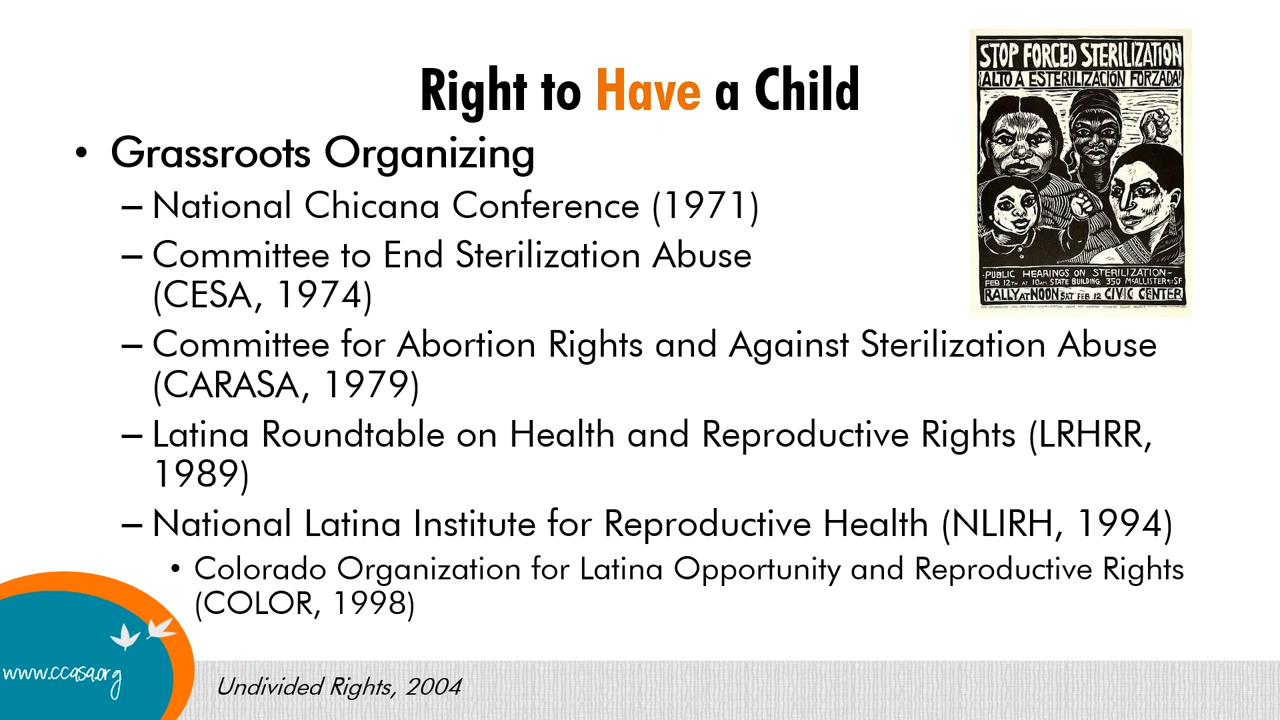 Right to Have a Child
• Grassroots Organizing
– National Chicana Conference (1971)
– Committee to End Sterilization Abuse
(CESA, 1974)
– Committee for Abortion Rights and Against Sterilization Abuse
(CARASA, 1979)
– Latina Roundtable on Health and Reproductive Rights (LRHRR,
1989)
– National Latina Institute for Reproductive Health (NLIRH, 1994)
• Colorado Organization for Latina Opportunity and Reproductive Rights
(COLOR, 1998)
STOP FORCED STERILIZATION
¡ALTO A ESTERILIZACIÓN FORZADA!
-PUBLIC HEARINGS ON STERILIZATION-
FEB 12TH AT 10AM STATE BUILDING, 350 McALLISTER ST SF
RALLY AT NOON SAT FEB 12 CIVIC CENTER
www.ccasa.org
Undivided Rights, 2004